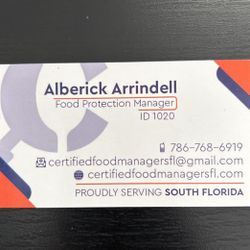 Alberick Arrindell
Food Protection Manager
ID 1020
786-768-6919
certifiedfoodmanagersfl@gmail.com
certifiedfoodmanagersfl.com
PROUDLY SERVING SOUTH FLORIDA